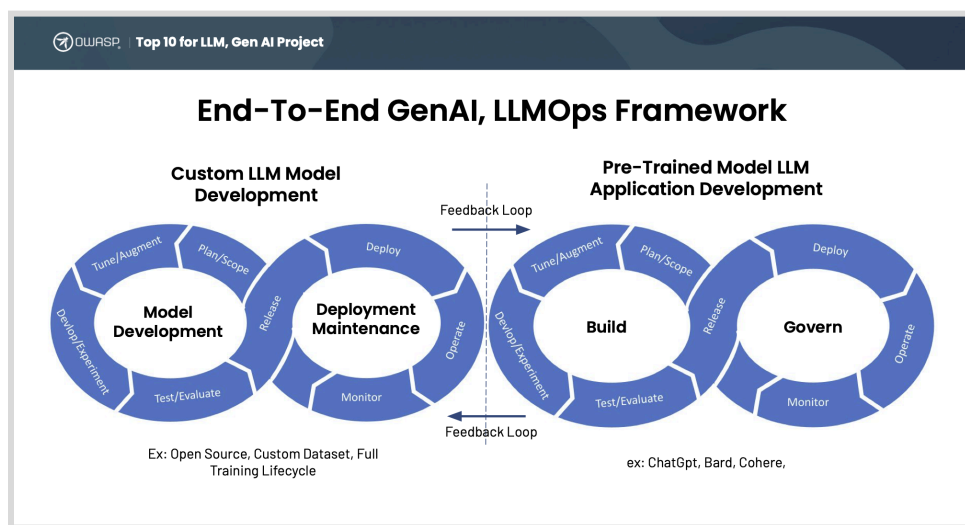 OWASP | Top 10 for LLM, Gen AI Project
End-To-End GenAI, LLMOps Framework
Custom LLM Model
Development
Pre-Trained Model LLM
Application Development
Feedback Loop
Tune/Augment
Plan/Scope
Devlop/Experiment
Model
Development
Test/Evaluate
Release
Deploy
Deployment
Maintenance
Operate
Monitor
Tune/Augment
Plan/Scope
Devlop/Experiment
Build
Test/Evaluate
Release
Deploy
Govern
Operate
Monitor
Feedback Loop
Ex: Open Source, Custom Dataset, Full
Training Lifecycle
ex: ChatGpt, Bard, Cohere,